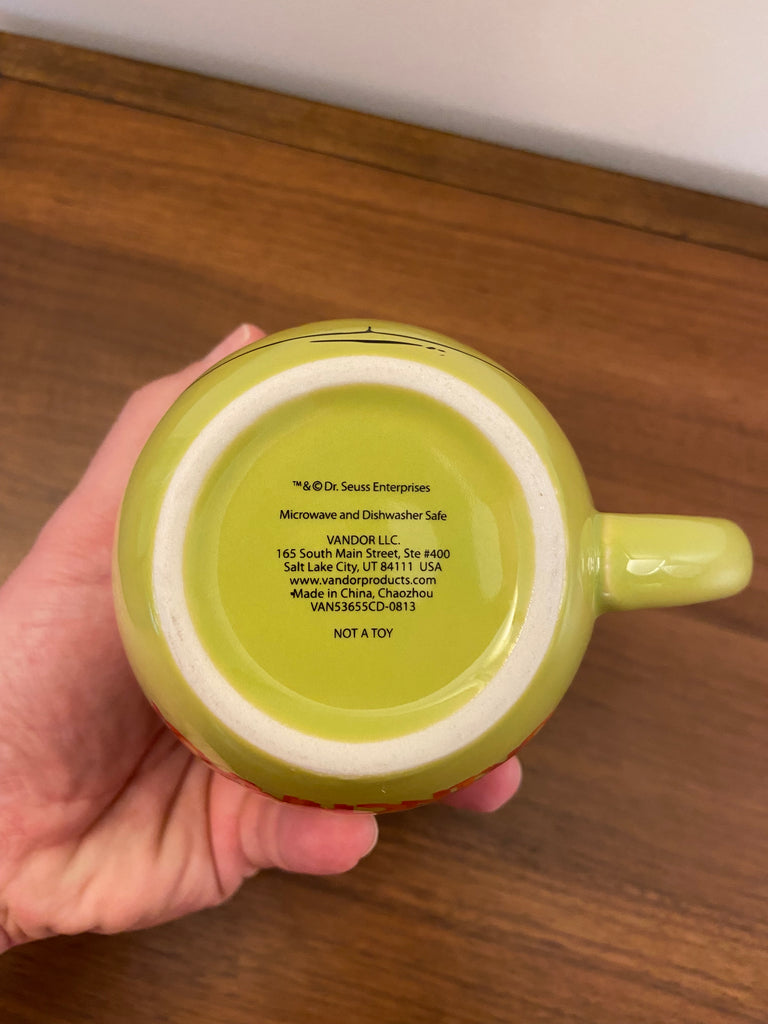 ™ & © Dr. Seuss Enterprises
Microwave and Dishwasher Safe
VANDOR LLC.
165 South Main Street, Ste #400
Salt Lake City, UT 84111 USA
www.vandorproducts.com
Made in China, Chaozhou
VAN53655CD-0813
NOT A TOY